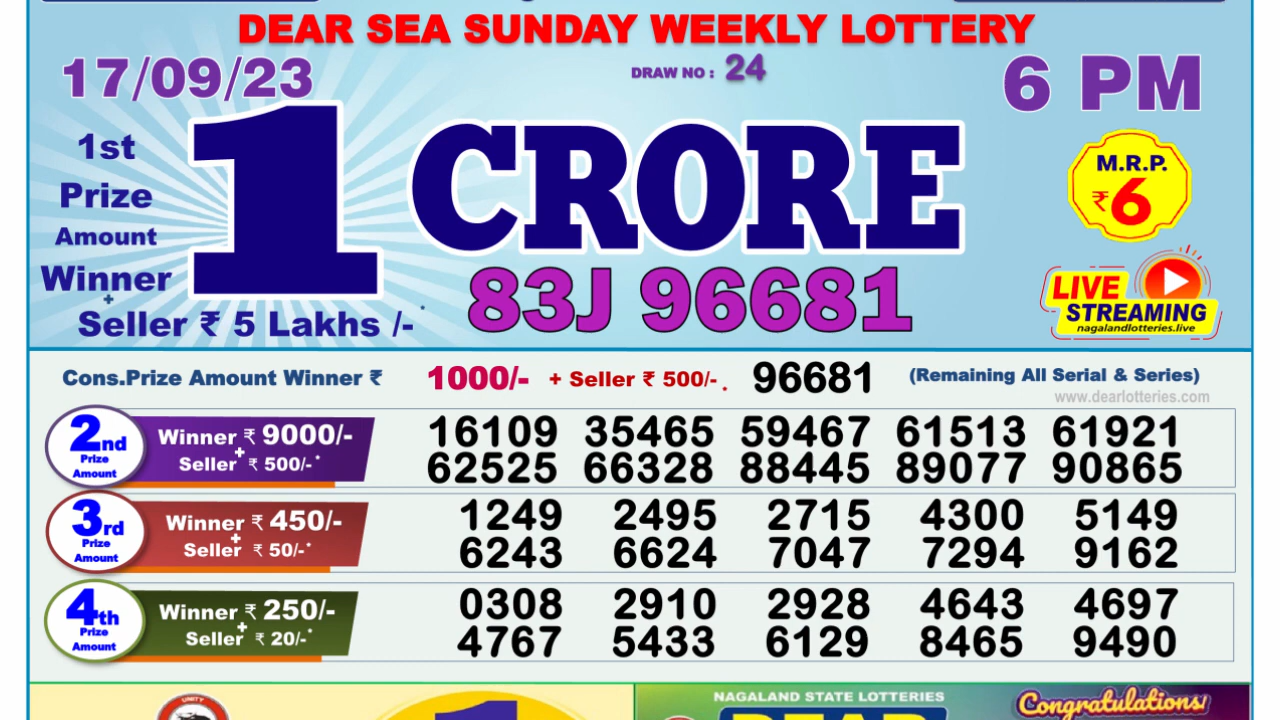 DEAR SEA SUNDAY WEEKLY LOTTERY
17/09/23
DRAW NO : 24
6 PM
1st
Prize
Amount
Winner
+
Seller ₹ 5 Lakhs /-*
1 CRORE
83J 96681
M.R.P.
₹6
LIVE
STREAMING
nagalandlotteries.live
Cons.Prize Amount Winner ₹ 1000/- + Seller ₹ 500/- . 96681 (Remaining All Serial & Series)
www.dearlotteries.com
2nd
Prize
Amount
Winner ₹ 9000/-
+
Seller ₹ 500/-*
16109 35465 59467 61513 61921
62525 66328 88445 89077 90865
3rd
Prize
Amount
Winner ₹ 450/-
+
Seller ₹ 50/-*
1249 2495 2715 4300 5149
6243 6624 7047 7294 9162
4th
Prize
Amount
Winner ₹ 250/-
+
Seller ₹ 20/-*
0308 2910 2928 4643 4697
4767 5433 6129 8465 9490
UNITY
1
NAGALAND STATE LOTTERIES
DEAR
Congratulations!